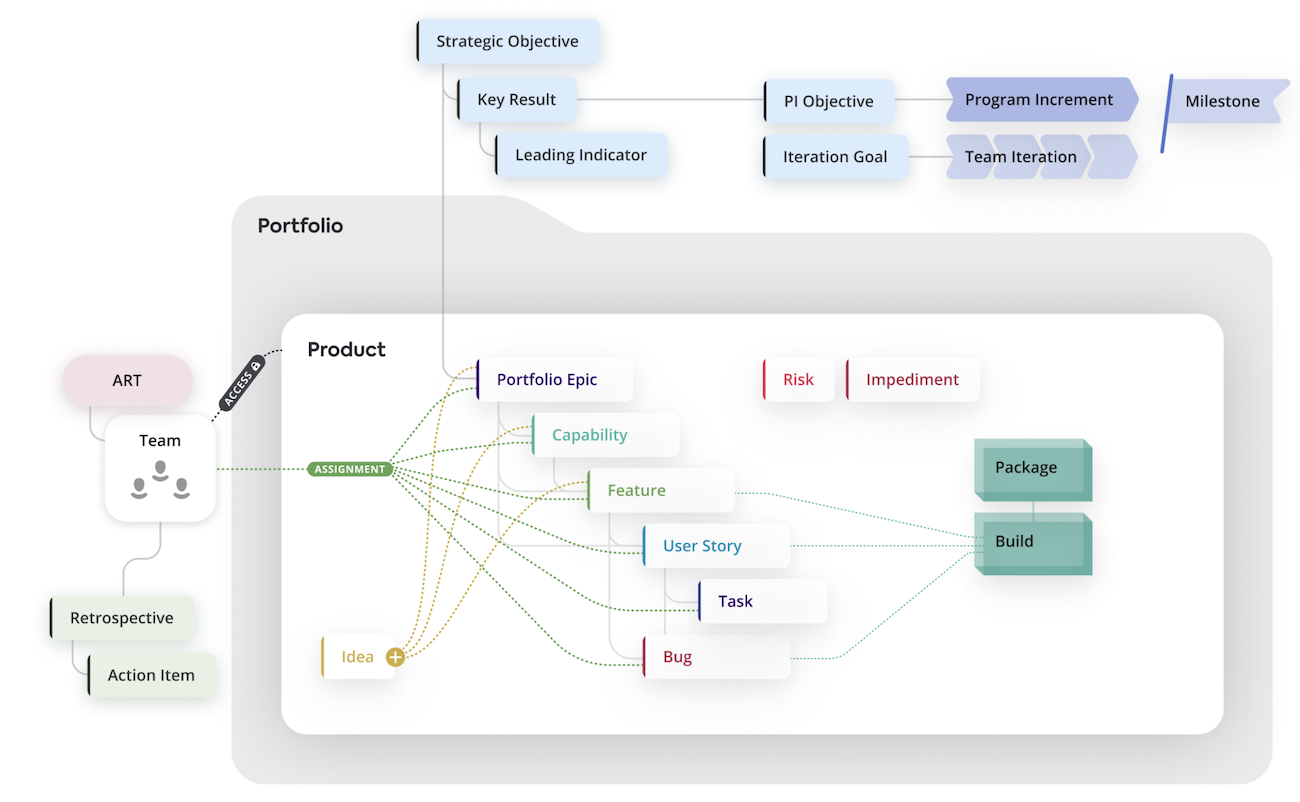 Strategic Objective
Key Result
PI Objective
Program Increment
Milestone
Leading Indicator
Iteration Goal
Team Iteration
Portfolio
Product
ART
ACCESS
Portfolio Epic
Risk
Impediment
Team
Capability
ASSIGNMENT
Package
Feature
User Story
Build
Task
Retrospective
Idea
Bug
Action Item